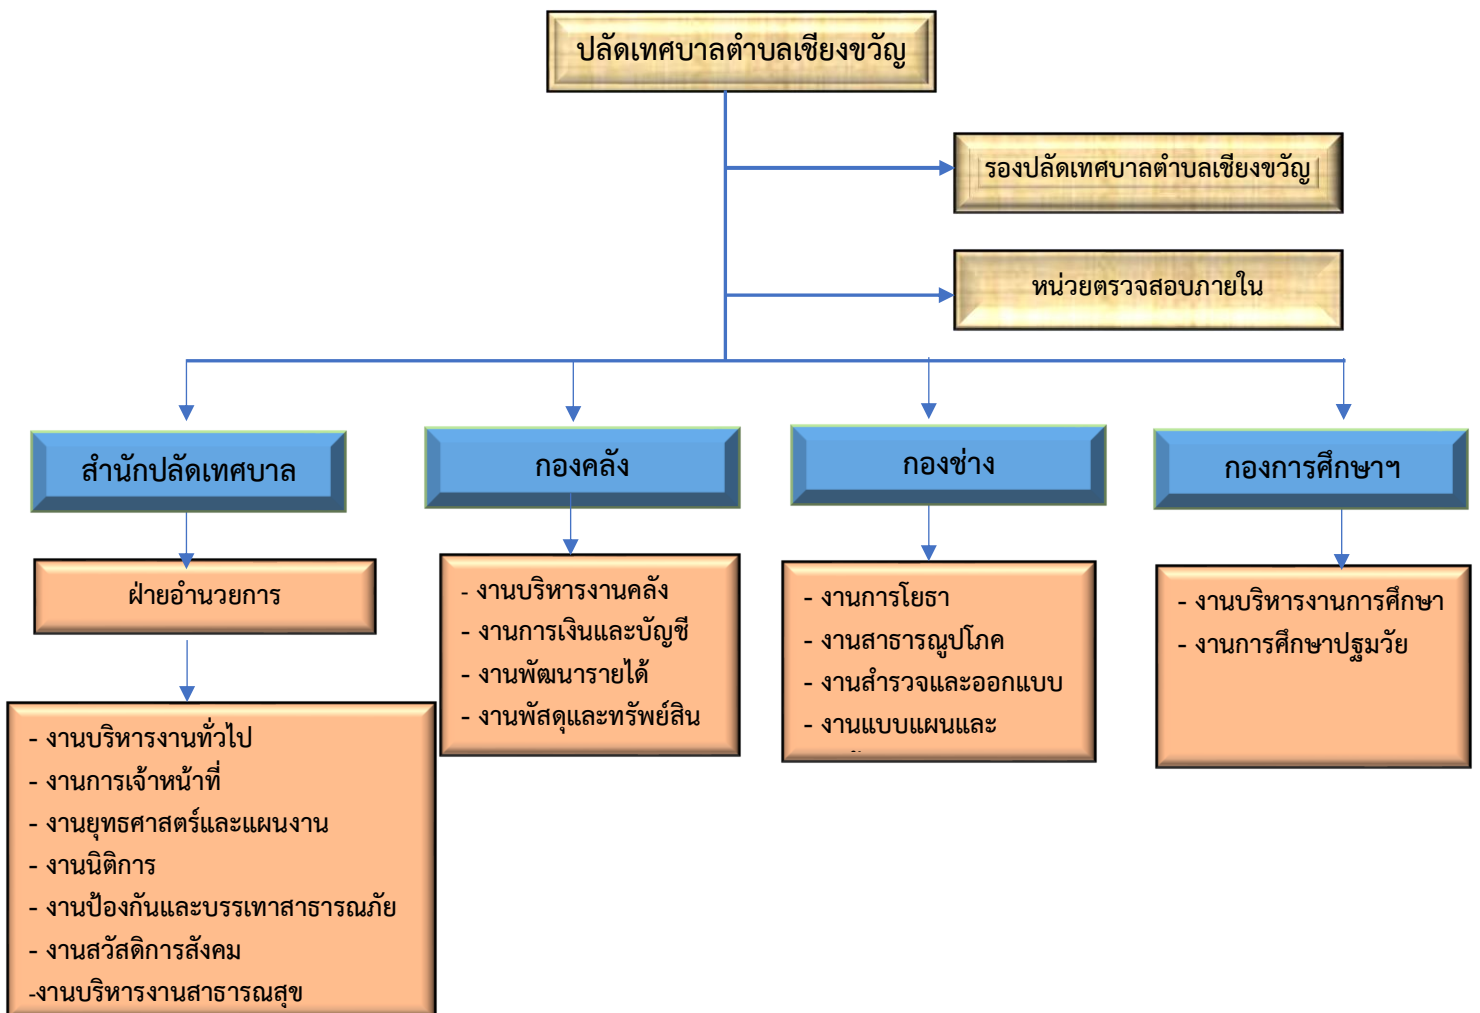 ปลัดเทศบาลตำบลเชียงขวัญ
รองปลัดเทศบาลตำบลเชียงขวัญ
หน่วยตรวจสอบภายใน
สำนักปลัดเทศบาล
กองคลัง
กองช่าง
กองการศึกษาฯ
ฝ่ายอำนวยการ
- งานบริหารงานทั่วไป
- งานการเจ้าหน้าที่
- งานยุทธศาสตร์และแผนงาน
- งานนิติการ
- งานป้องกันและบรรเทาสาธารณภัย
- งานสวัสดิการสังคม
-งานบริหารงานสาธารณสุข
- งานบริหารงานคลัง
- งานการเงินและบัญชี
- งานพัฒนารายได้
- งานพัสดุและทรัพย์สิน
- งานการโยธา
- งานสาธารณูปโภค
- งานสำรวจและออกแบบ
- งานแบบแผนและ
- งานบริหารงานการศึกษา
- งานการศึกษาปฐมวัย